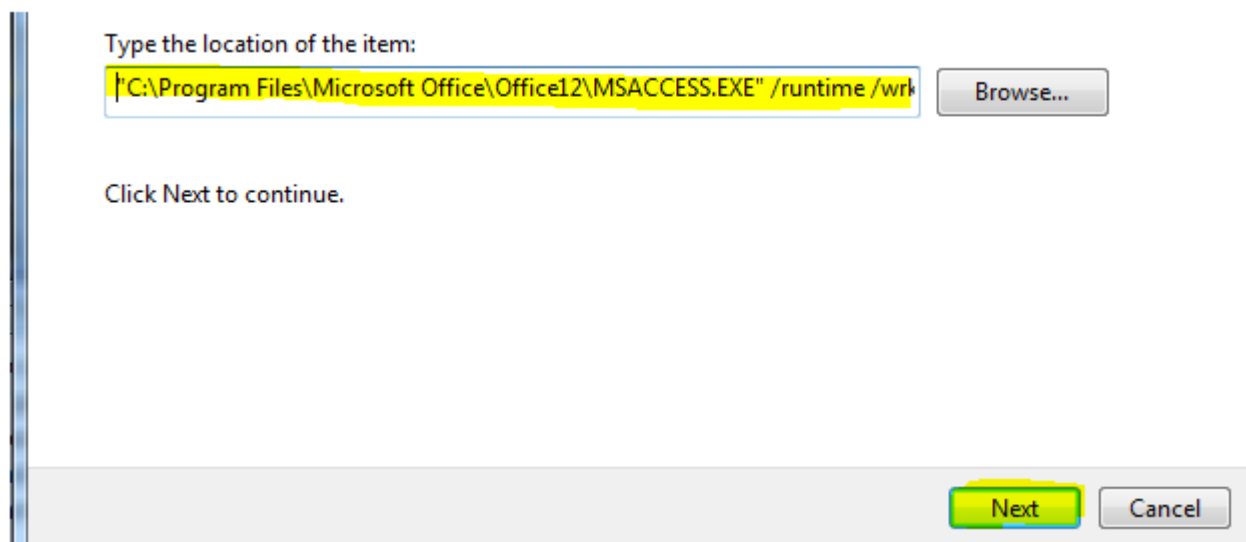 Type the location of the item:
"C:\Program Files\Microsoft Office\Office12\MSACCESS.EXE" /runtime /wrk
Browse...
Click Next to continue.
Next
Cancel